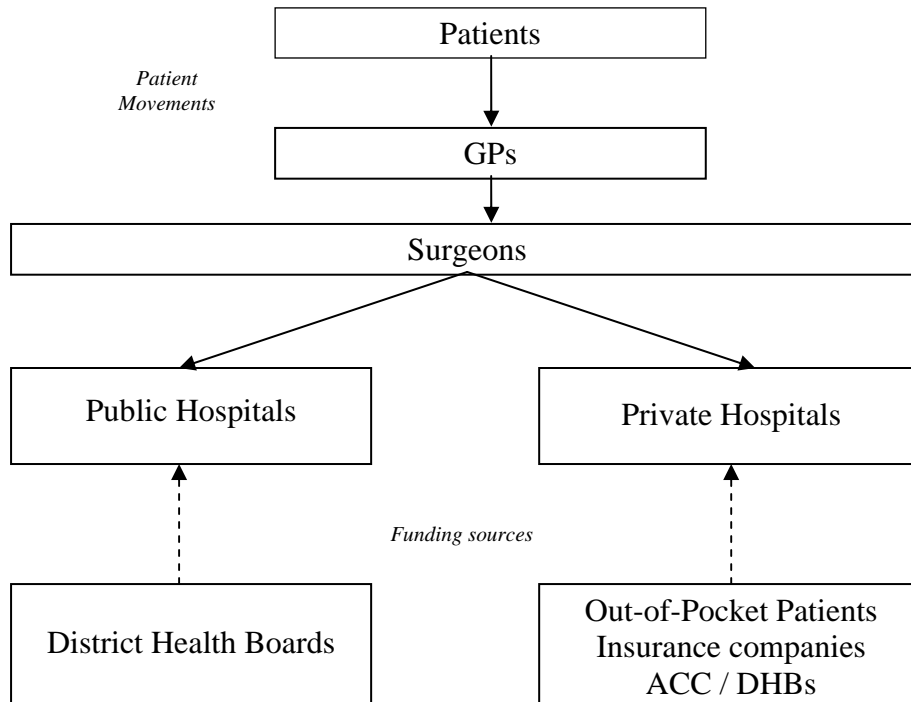 Patients
Patient
Movements
GPs
Surgeons
Public Hospitals
Private Hospitals
Funding sources
District Health Boards
Out-of-Pocket Patients
Insurance companies
ACC / DHBs